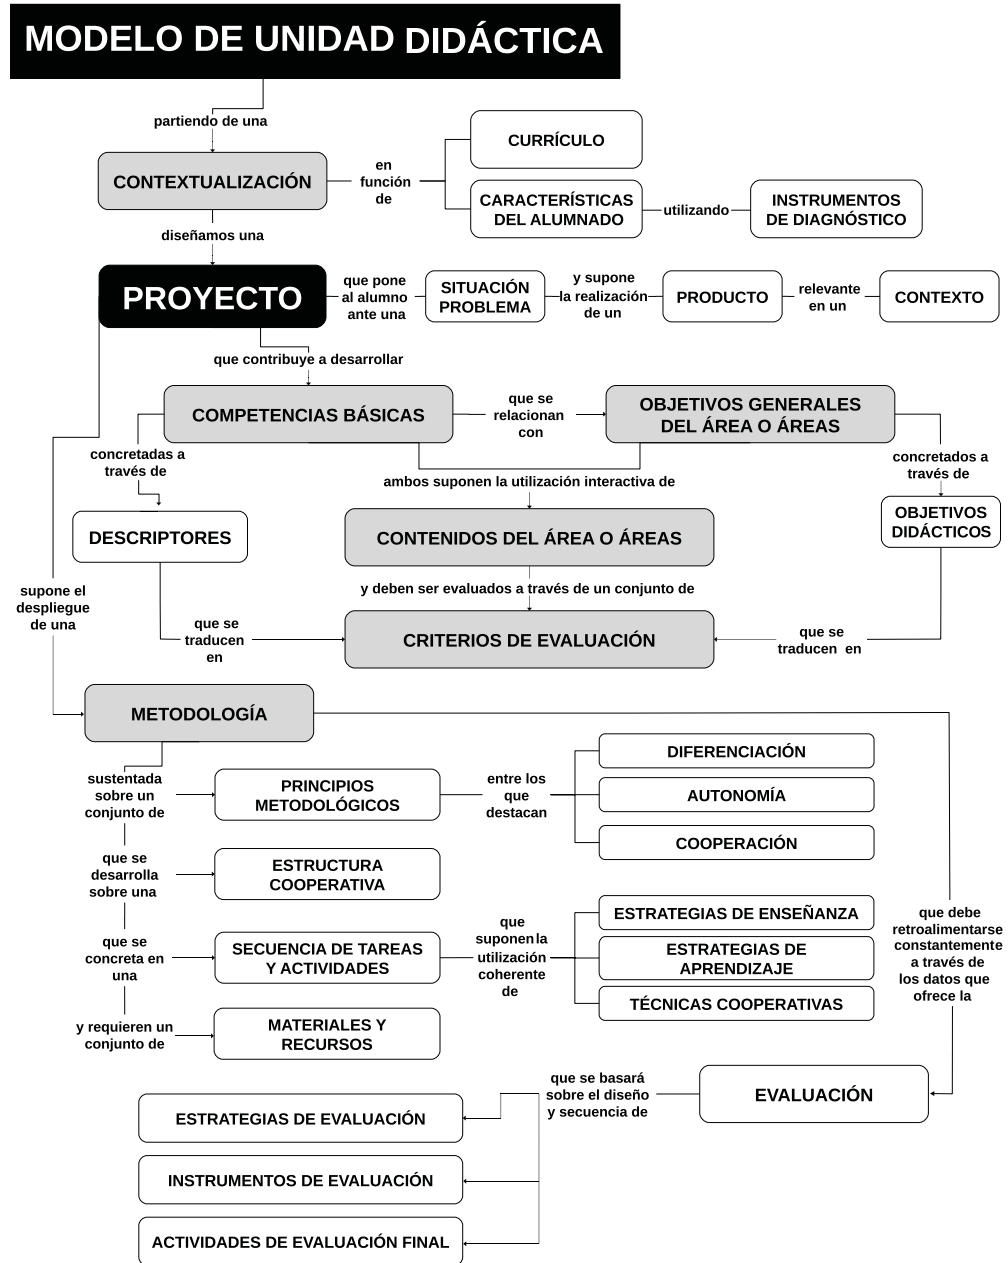 MODELO DE UNIDAD DIDÁCTICA
partiendo de una
CONTEXTUALIZACIÓN
en
función
de
CURRÍCULO
CARACTERÍSTICAS
DEL ALUMNADO
utilizando
INSTRUMENTOS
DE DIAGNÓSTICO
diseñamos una
PROYECTO
que pone
al alumno
ante una
SITUACIÓN
PROBLEMA
y supone
la realización
de un
PRODUCTO
relevante
en un
CONTEXTO
que contribuye a desarrollar
COMPETENCIAS BÁSICAS
que se
relacionan
con
OBJETIVOS GENERALES
DEL ÁREA O ÁREAS
concretadas a
través de
ambos suponen la utilización interactiva de
concretados a
través de
DESCRIPTORES
CONTENIDOS DEL ÁREA O ÁREAS
OBJETIVOS
DIDÁCTICOS
supone el
despliegue
de una
y deben ser evaluados a través de un conjunto de
que se
traducen
en
CRITERIOS DE EVALUACIÓN
que se
traducen en
METODOLOGÍA
sustentada
sobre un
conjunto de
PRINCIPIOS
METODOLÓGICOS
entre los
que
destacan
DIFERENCIACIÓN
AUTONOMÍA
COOPERACIÓN
que se
desarrolla
sobre una
ESTRUCTURA
COOPERATIVA
que se
concreta en
una
SECUENCIA DE TAREAS
Y ACTIVIDADES
que
suponen la
utilización
coherente
de
ESTRATEGIAS DE ENSEÑANZA
ESTRATEGIAS DE
APRENDIZAJE
TÉCNICAS COOPERATIVAS
que debe
retroalimentarse
constantemente
a través de
los datos que
ofrece la
y requieren un
conjunto de
MATERIALES Y
RECURSOS
EVALUACIÓN
que se basará
sobre el diseño
y secuencia de
ESTRATEGIAS DE EVALUACIÓN
INSTRUMENTOS DE EVALUACIÓN
ACTIVIDADES DE EVALUACIÓN FINAL